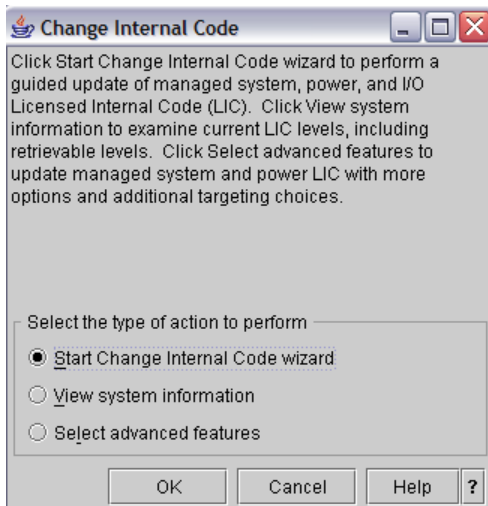 Change Internal Code
Click Start Change Internal Code wizard to perform a
guided update of managed system, power, and I/O
Licensed Internal Code (LIC). Click View system
information to examine current LIC levels, including
retrievable levels. Click Select advanced features to
update managed system and power LIC with more
options and additional targeting choices.
Select the type of action to perform
Start Change Internal Code wizard
View system information
Select advanced features
OK Cancel Help ?